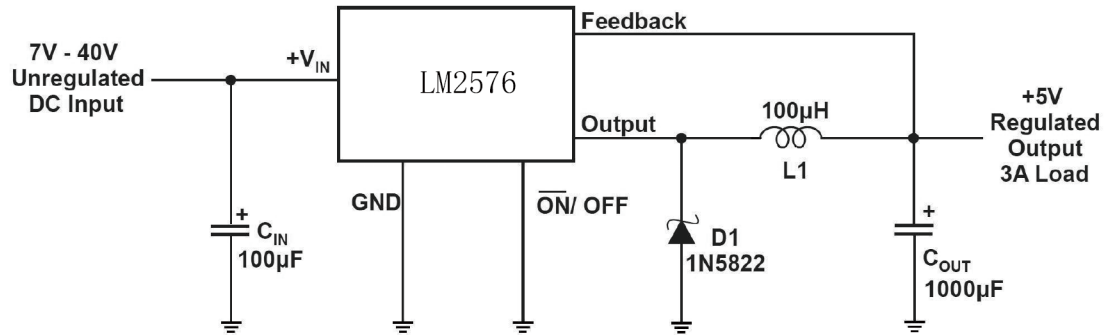 7V - 40V
Unregulated
DC Input
+VIN
LM2576
Feedback
Output
100µH
L1
+5V
Regulated
Output
3A Load
GND
ON/ OFF
+
CIN
100µF
D1
1N5822
+
COUT
1000µF